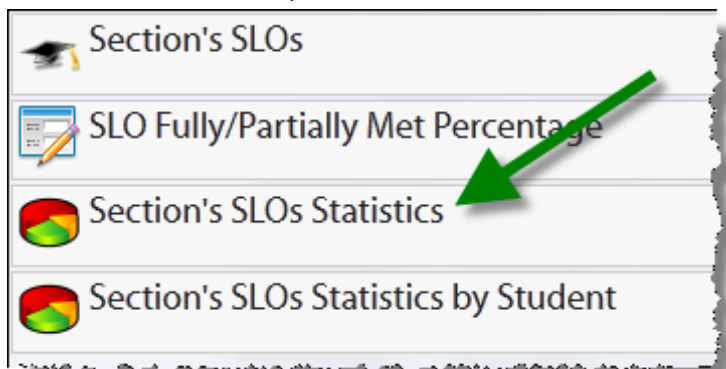 Section's SLOs
SLO Fully/Partially Met Percentage
Section's SLOs Statistics
Section's SLOs Statistics by Student